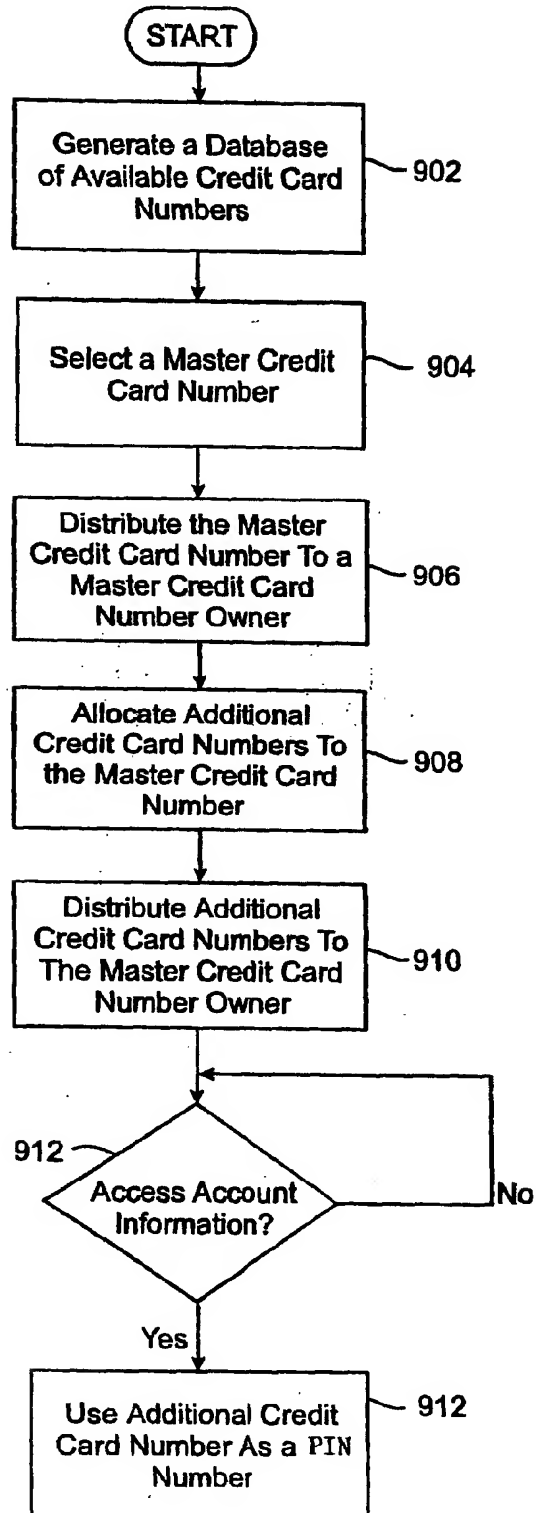 START
Generate a Database
of Available Credit Card
Numbers
902
Select a Master Credit
Card Number
904
Distribute the Master
Credit Card Number To a
Master Credit Card
Number Owner
906
Allocate Additional
Credit Card Numbers To
the Master Credit Card
Number
908
Distribute Additional
Credit Card Numbers To
The Master Credit Card
Number Owner
910
912
Access Account
Information?
No
Yes
Use Additional Credit
Card Number As a PIN
Number
912